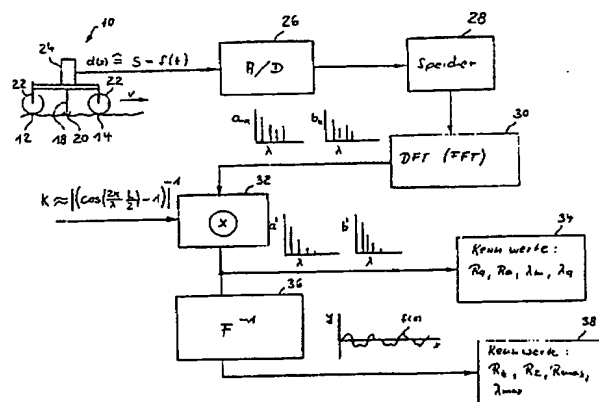 10
26
28
24
d(x) ≙ S - f(t)
A/D
Speicher
22
22
v
12
18
20
14
30
aₙ
bₙ
λ
λ
DFT (FFT)
32
K ≈ |(cos(2π/λ · L/2) - 1)|⁻¹
x
a'
b'
λ
λ
34
Kennwerte:
Rq, Ra, λm, λq
36
F⁻¹
y
f(x)
x
38
Kennwerte:
Rt, Rz, Rmax,
λmax